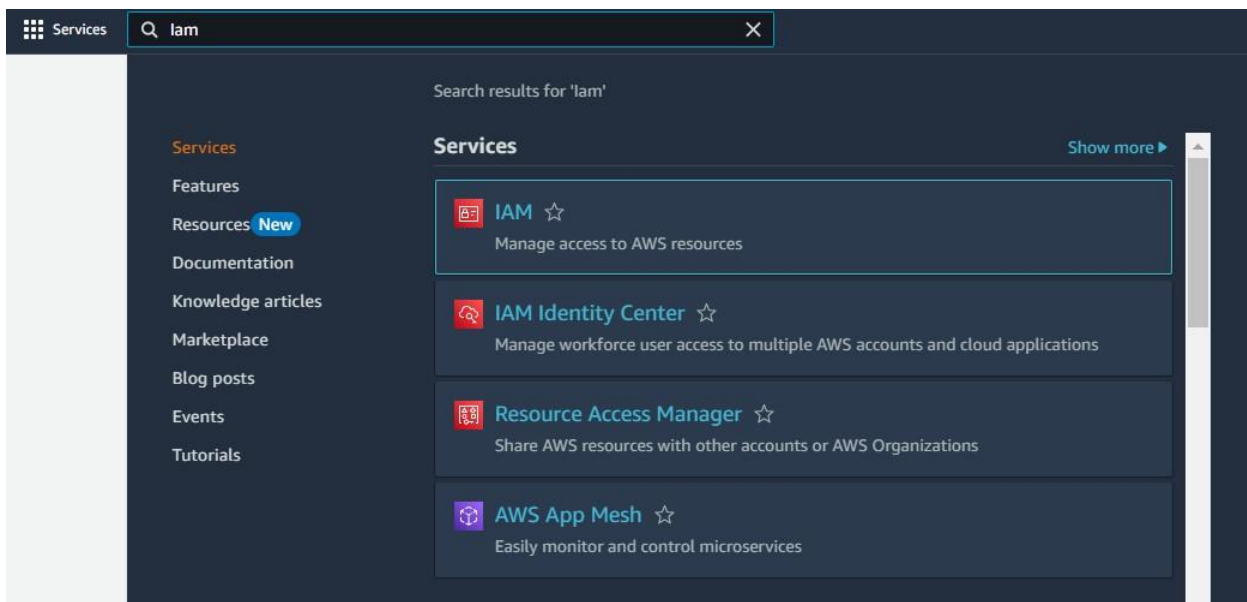 Services
Iam
Search results for 'Iam'
Services
Features
Resources New
Documentation
Knowledge articles
Marketplace
Blog posts
Events
Tutorials
Services
Show more
IAM
Manage access to AWS resources
IAM Identity Center
Manage workforce user access to multiple AWS accounts and cloud applications
Resource Access Manager
Share AWS resources with other accounts or AWS Organizations
AWS App Mesh
Easily monitor and control microservices